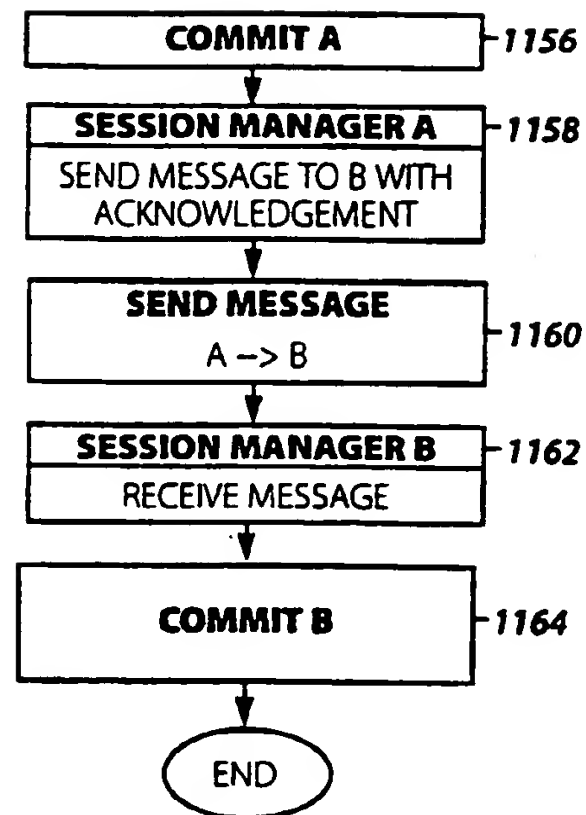 COMMIT A
1156
SESSION MANAGER A
1158
SEND MESSAGE TO B WITH
ACKNOWLEDGEMENT
SEND MESSAGE
A -> B
1160
SESSION MANAGER B
1162
RECEIVE MESSAGE
COMMIT B
1164
END